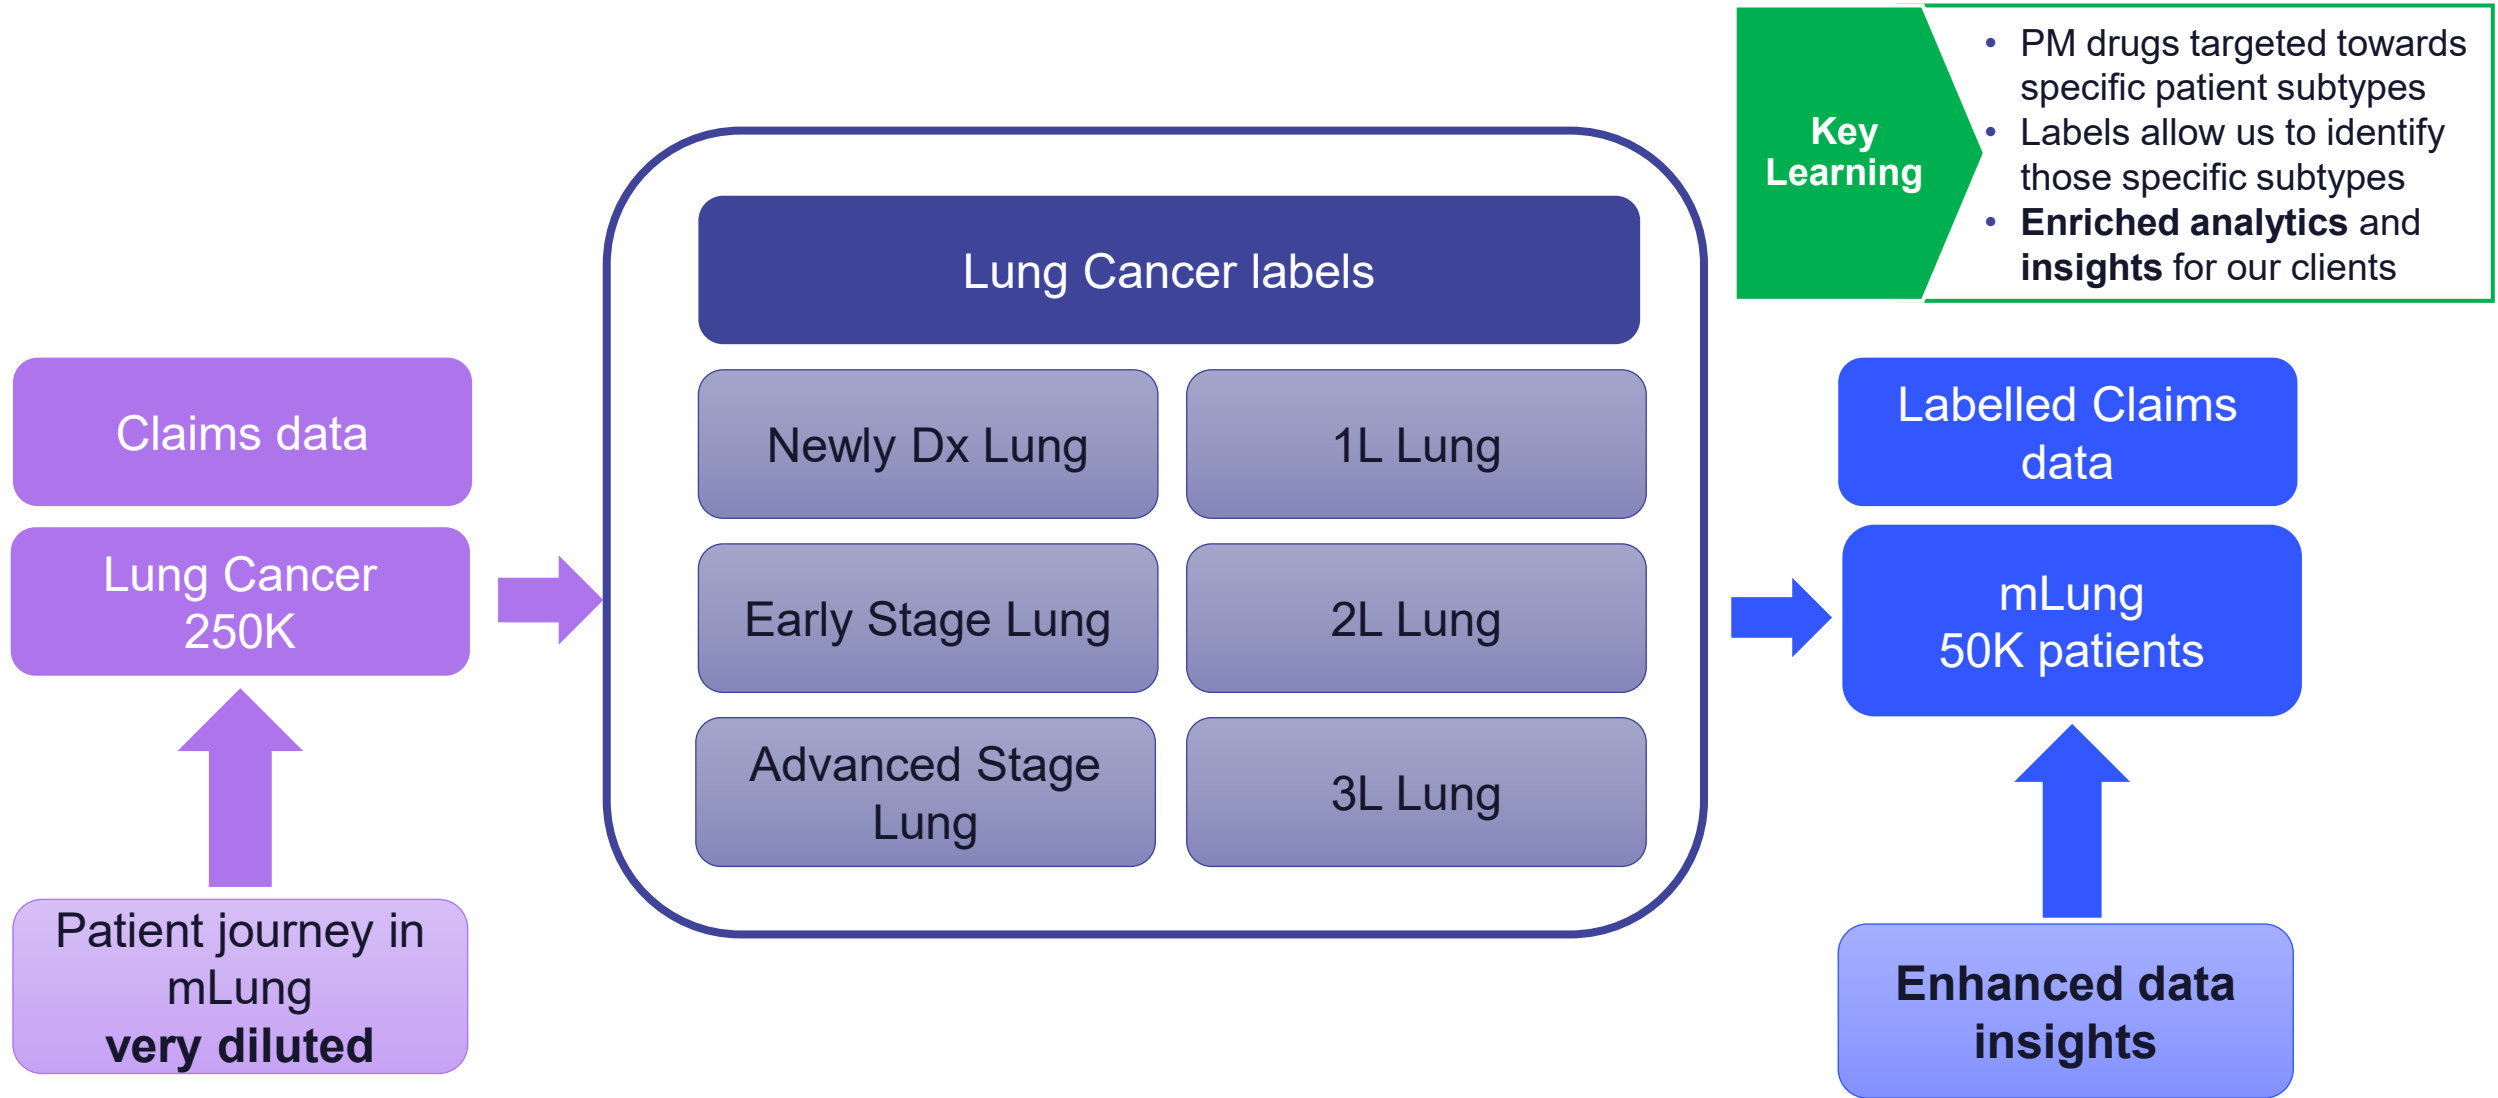 Key
Learning
• PM drugs targeted towards
specific patient subtypes
• Labels allow us to identify
those specific subtypes
• Enriched analytics and
insights for our clients
Claims data
Lung Cancer
250K
Patient journey in
mLung
very diluted
Lung Cancer labels
Newly Dx Lung
1L Lung
Early Stage Lung
2L Lung
Advanced Stage
Lung
3L Lung
Labelled Claims
data
mLung
50K patients
Enhanced data
insights